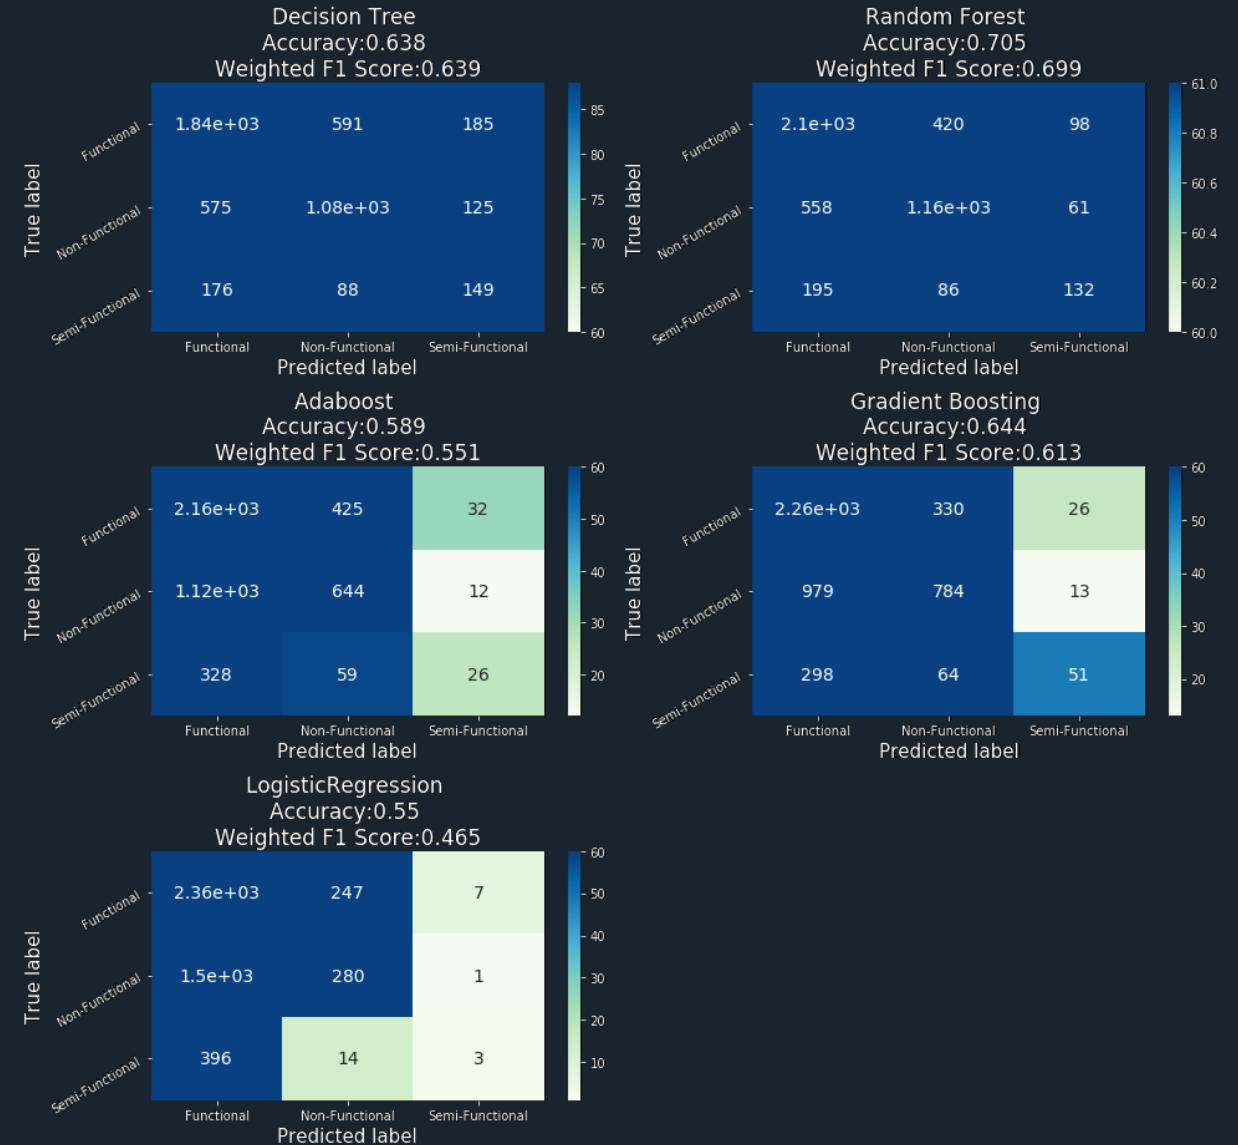 Decision Tree
Accuracy:0.638
Weighted F1 Score:0.639
True label
Functional
1.84e+03 591 185
Non-Functional
575 1.08e+03 125
Semi-Functional
176 88 149
Functional Non-Functional Semi-Functional
Predicted label
85
80
75
70
65
60
Random Forest
Accuracy:0.705
Weighted F1 Score:0.699
True label
Functional
2.1e+03 420 98
Non-Functional
558 1.16e+03 61
Semi-Functional
195 86 132
Functional Non-Functional Semi-Functional
Predicted label
61.0
60.8
60.6
60.4
60.2
60.0
Adaboost
Accuracy:0.589
Weighted F1 Score:0.551
True label
Functional
2.16e+03 425 32
Non-Functional
1.12e+03 644 12
Semi-Functional
328 59 26
Functional Non-Functional Semi-Functional
Predicted label
60
50
40
30
20
Gradient Boosting
Accuracy:0.644
Weighted F1 Score:0.613
True label
Functional
2.26e+03 330 26
Non-Functional
979 784 13
Semi-Functional
298 64 51
Functional Non-Functional Semi-Functional
Predicted label
60
50
40
30
20
LogisticRegression
Accuracy:0.55
Weighted F1 Score:0.465
True label
Functional
2.36e+03 247 7
Non-Functional
1.5e+03 280 1
Semi-Functional
396 14 3
Functional Non-Functional Semi-Functional
Predicted label
60
50
40
30
20
10